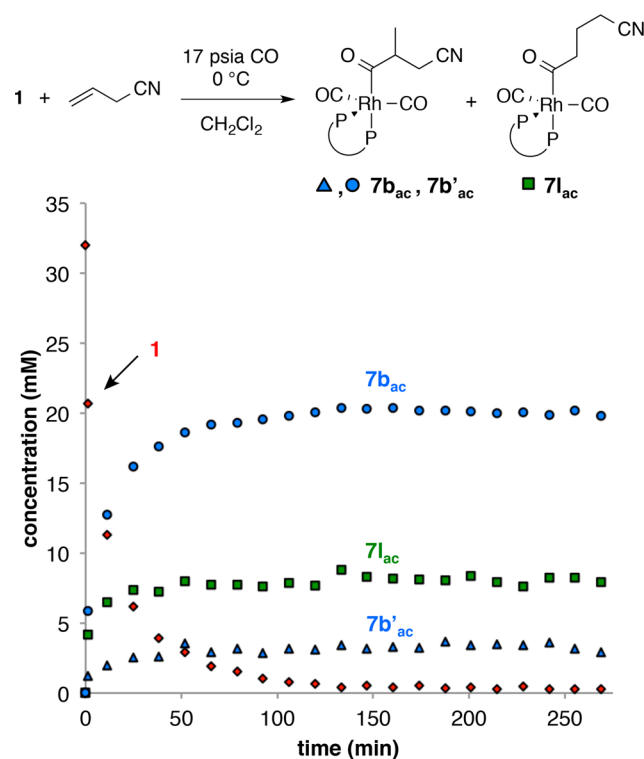 17 psia CO
0 °C
1 + CN
CH2Cl2
O CN
OC Rh CO
P P
+
CN
O
OC Rh CO
P P
, 7bac , 7b'ac
7lac
35
30
25
20
15
10
5
0
concentration (mM)
1
7bac
7lac
7b'ac
0 50 100 150 200 250
time (min)